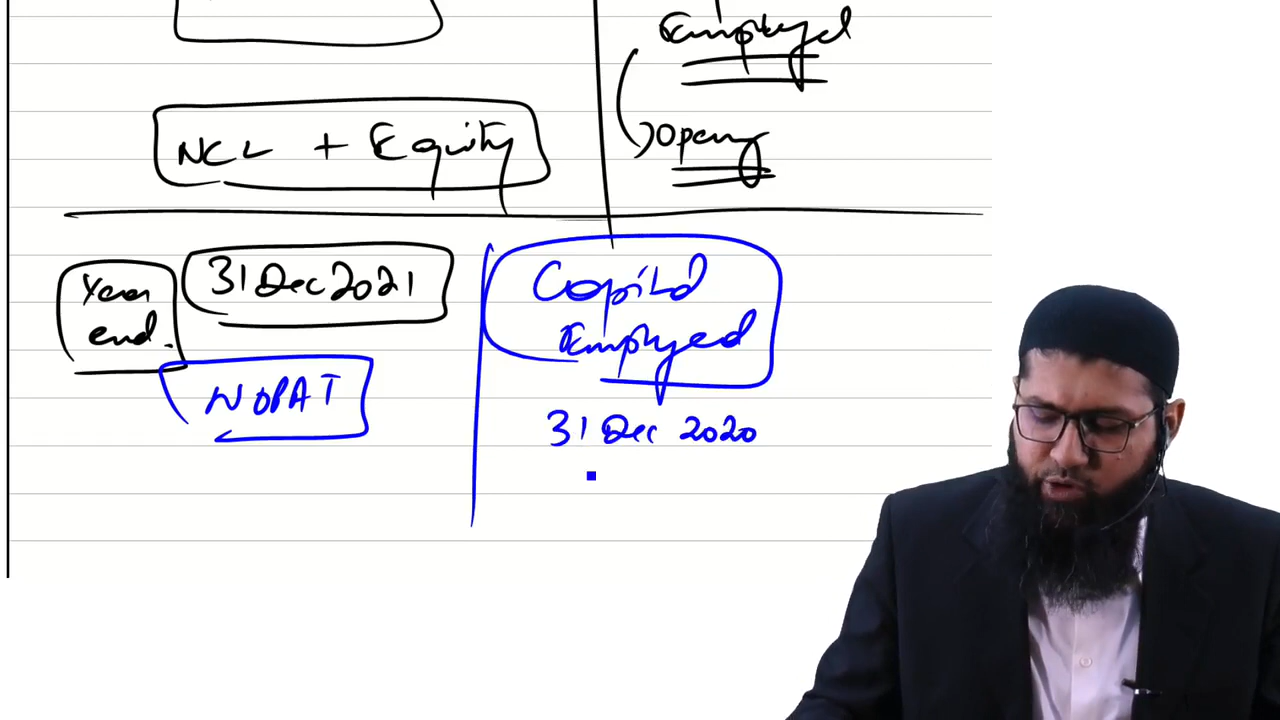 Employed
Opening
NCL + Equity
Year
end.
31 Dec 2021
NOPAT
Capital
Employed
31 Dec 2020